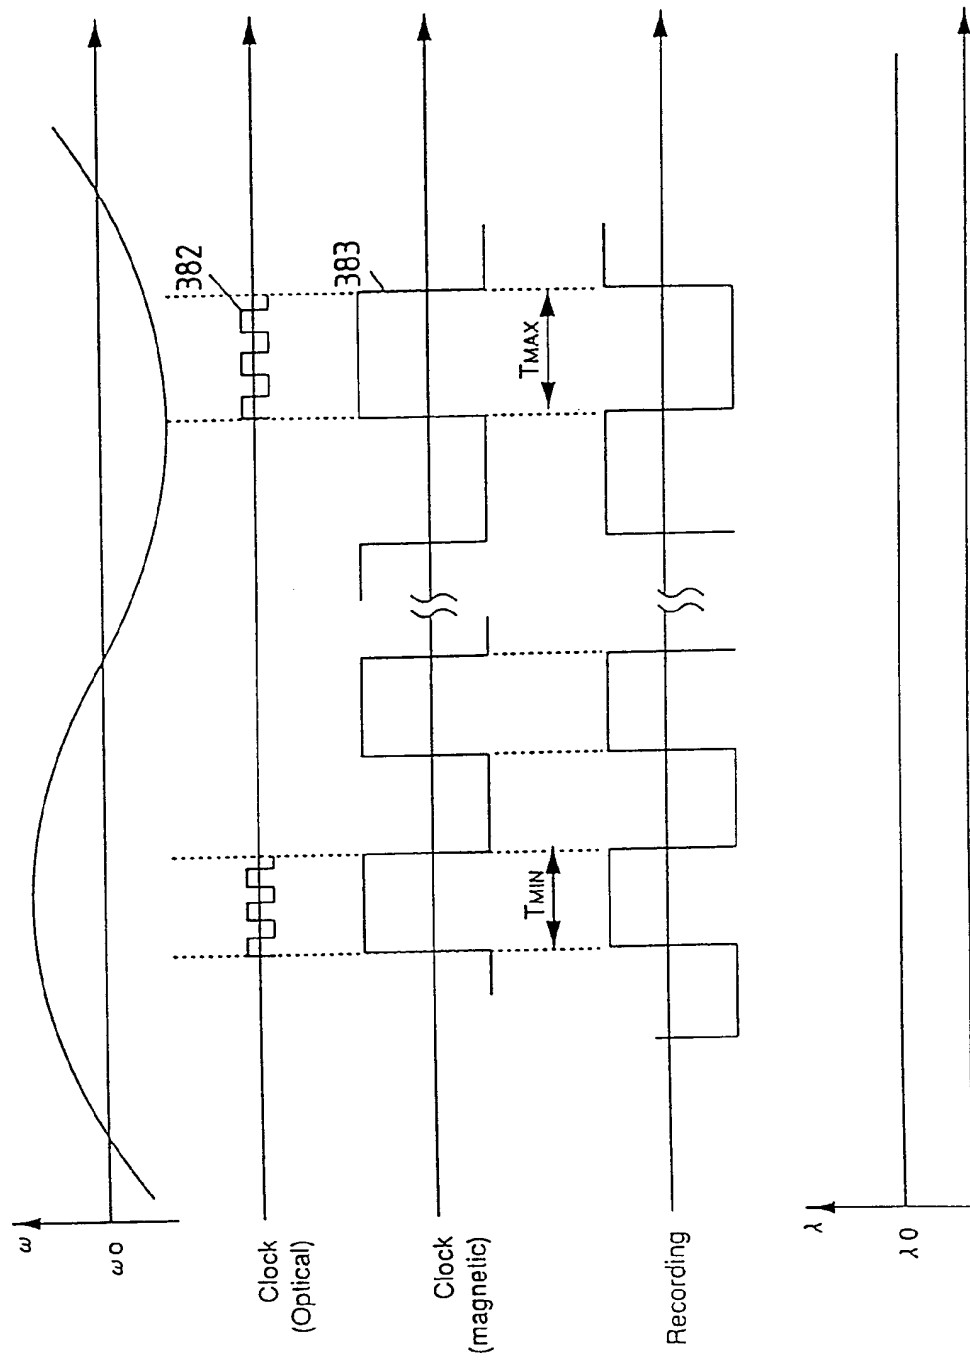 ω
ω0
Clock
(Optical)
382
Clock
(magnetic)
383
TMIN
TMAX
Recording
λ
λ0